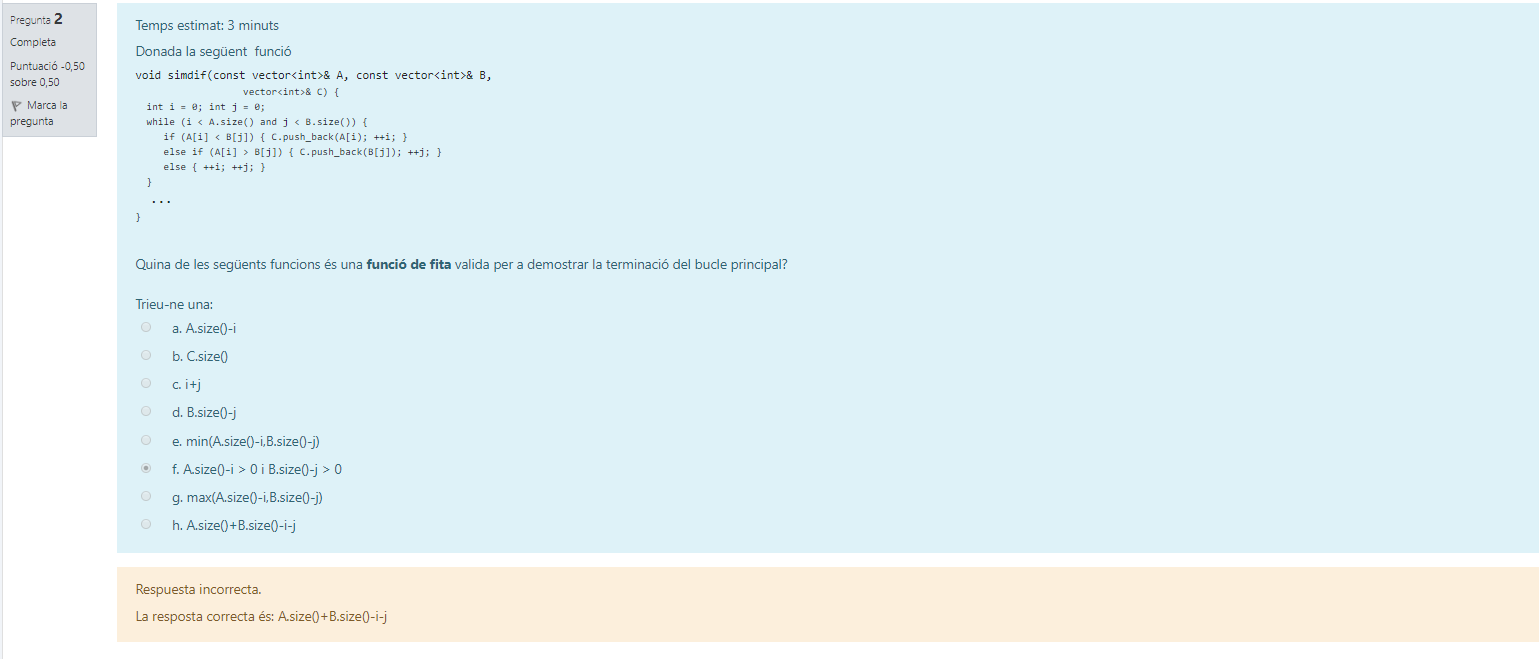 Pregunta 2
Completa
Puntuació -0,50
sobre 0,50
Marca la
pregunta
Temps estimat: 3 minuts
Donada la següent funció
void simdif(const vector<int>& A, const vector<int>& B,
vector<int>& C) {
int i = 0; int j = 0;
while (i < A.size() and j < B.size()) {
if (A[i] < B[j]) { C.push_back(A[i); ++i; }
else if (A[i] > B[j]) { C.push_back(B[j]); ++j; }
else { ++i; ++j; }
}
...
}
Quina de les següents funcions és una funció de fita valida per a demostrar la terminació del bucle principal?
Trieu-ne una:
a. A.size()-i
b. C.size()
c. i+j
d. B.size()-j
e. min(A.size()-i,B.size()-j)
f. A.size()-i > 0 i B.size()-j > 0
g. max(A.size()-i,B.size()-j)
h. A.size()+B.size()-i-j
Respuesta incorrecta.
La resposta correcta és: A.size()+B.size()-i-j